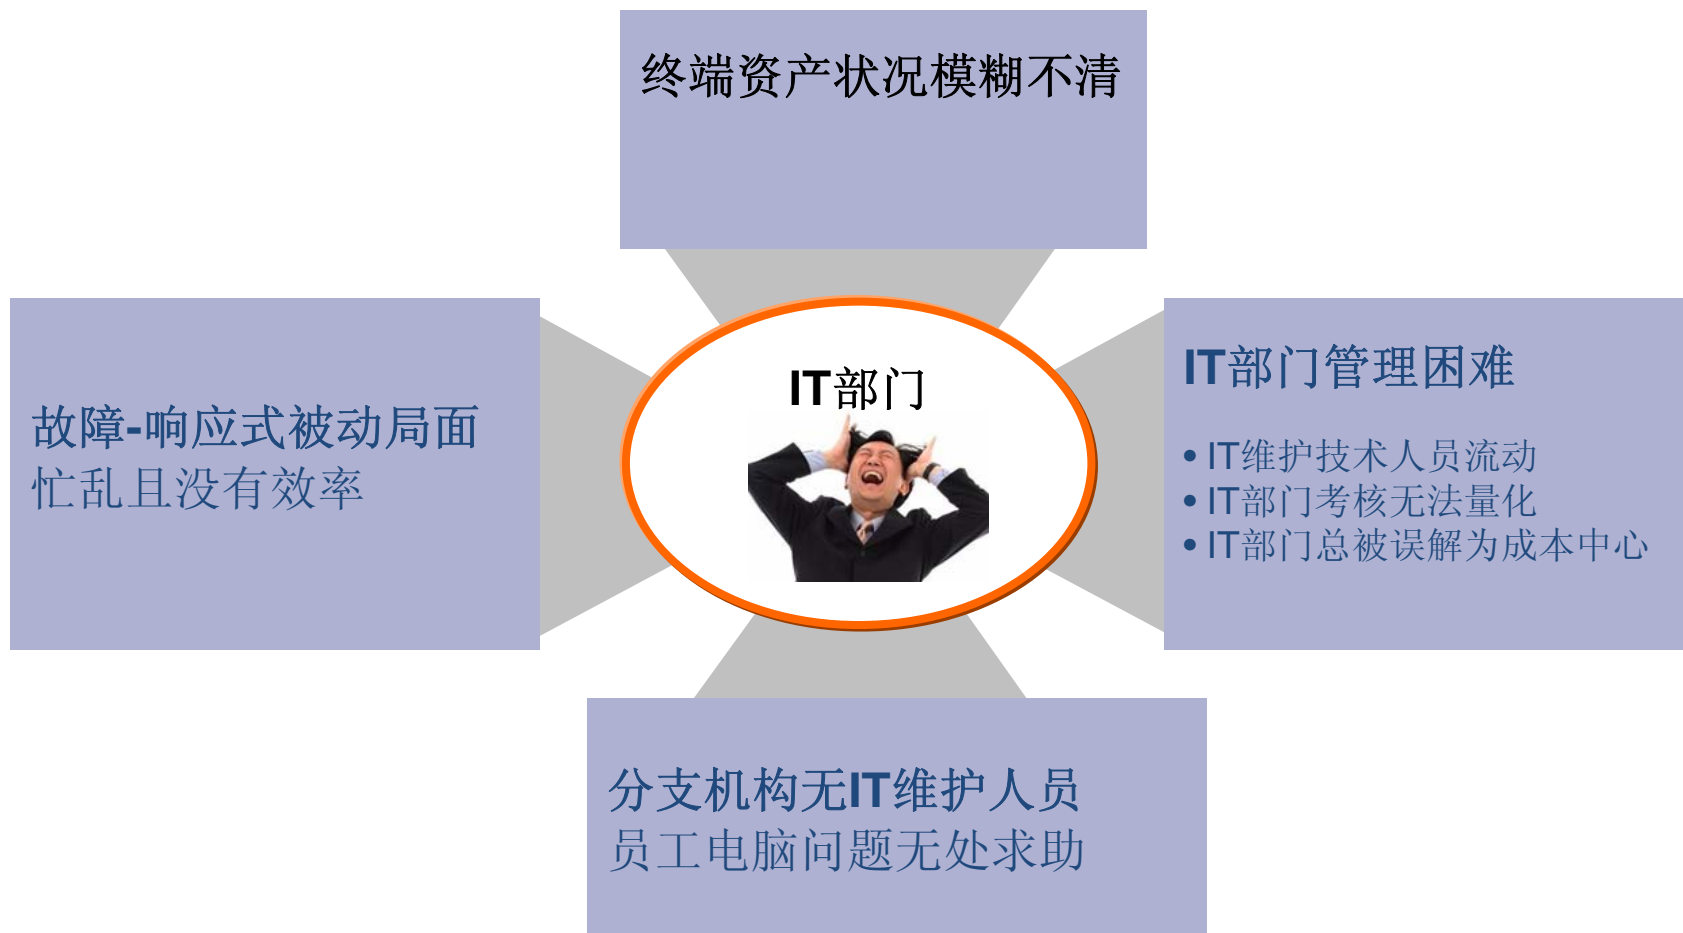 终端资产状况模糊不清
故障-响应式被动局面
忙乱且没有效率
IT部门
IT部门管理困难
• IT维护技术人员流动
• IT部门考核无法量化
• IT部门总被误解为成本中心
分支机构无IT维护人员
员工电脑问题无处求助